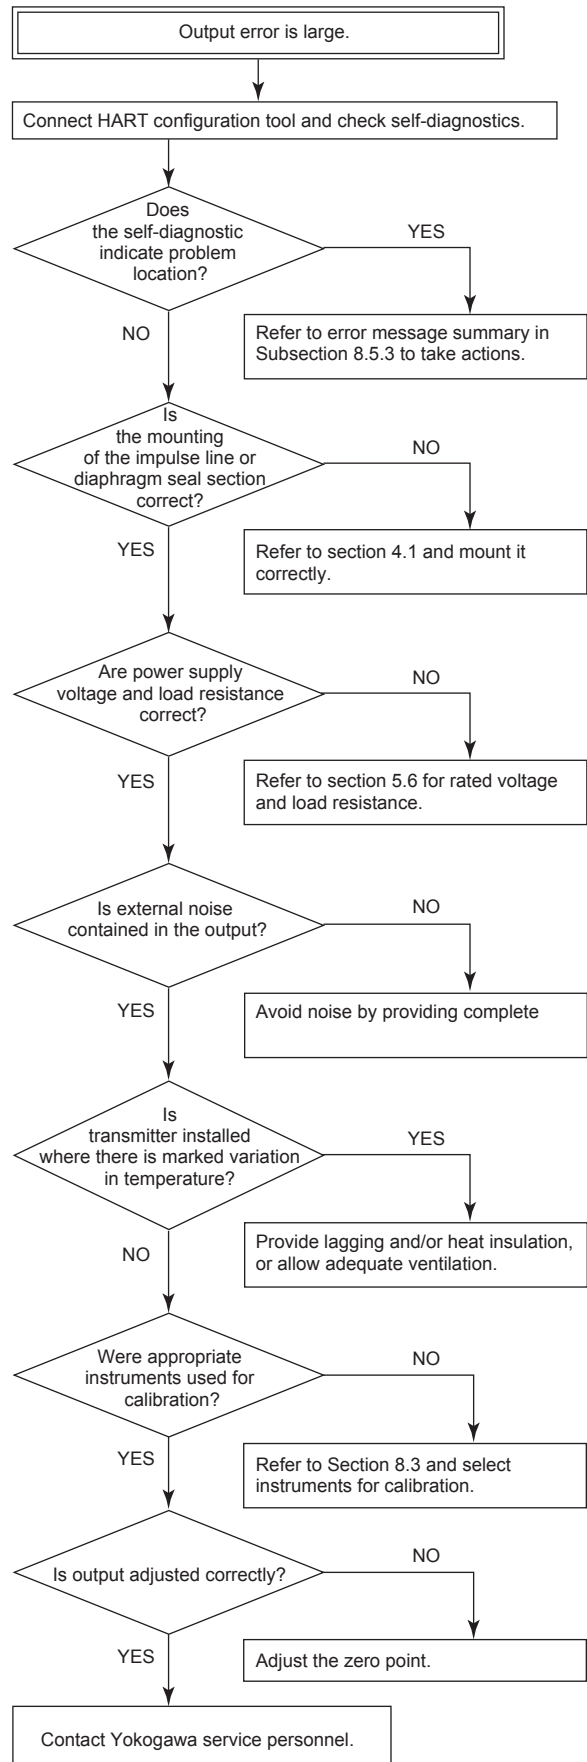 Output error is large.
Connect HART configuration tool and check self-diagnostics.
Does
the self-diagnostic
indicate problem
location?
YES
NO
Refer to error message summary in
Subsection 8.5.3 to take actions.
Is
the mounting
of the impulse line or
diaphragm seal section
correct?
NO
YES
Refer to section 4.1 and mount it
correctly.
Are power supply
voltage and load resistance
correct?
NO
YES
Refer to section 5.6 for rated voltage
and load resistance.
Is external noise
contained in the output?
NO
YES
Avoid noise by providing complete
Is
transmitter installed
where there is marked variation
in temperature?
YES
NO
Provide lagging and/or heat insulation,
or allow adequate ventilation.
Were appropriate
instruments used for
calibration?
NO
YES
Refer to Section 8.3 and select
instruments for calibration.
Is output adjusted correctly?
NO
YES
Adjust the zero point.
Contact Yokogawa service personnel.